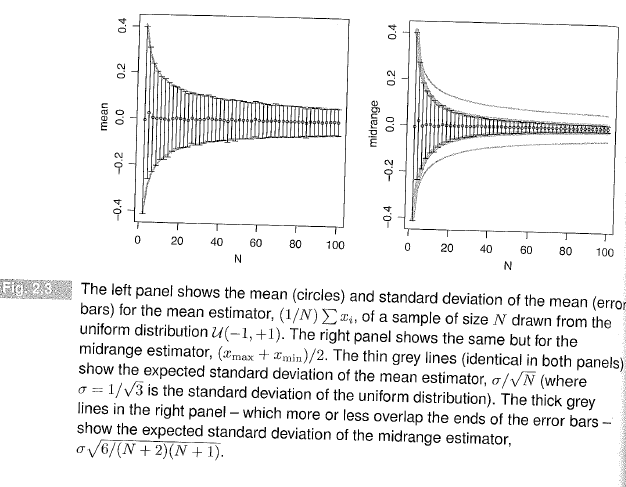 0.4
0.2
0.0
-0.2
-0.4
mean
0 20 40 60 80 100
N
0.4
0.2
0.0
-0.2
-0.4
midrange
0 20 40 60 80 100
N
Fig. 2.3
The left panel shows the mean (circles) and standard deviation of the mean (error
bars) for the mean estimator, (1/N) ∑ xᵢ, of a sample of size N drawn from the
uniform distribution 𝒰(−1, +1). The right panel shows the same but for the
midrange estimator, (xₘₐₓ + xₘᵢₙ)/2. The thin grey lines (identical in both panels)
show the expected standard deviation of the mean estimator, σ/√N (where
σ = 1/√3 is the standard deviation of the uniform distribution). The thick grey
lines in the right panel – which more or less overlap the ends of the error bars –
show the expected standard deviation of the midrange estimator,
σ√6/(N + 2)(N + 1).